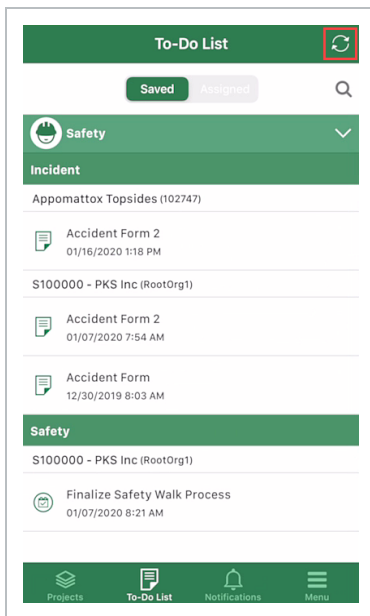 To-Do List
Saved Assigned
Safety
Incident
Appomattox Topsides (102747)
Accident Form 2
01/16/2020 1:18 PM
S100000 - PKS Inc (RootOrg1)
Accident Form 2
01/07/2020 7:54 AM
Accident Form
12/30/2019 8:03 AM
Safety
S100000 - PKS Inc (RootOrg1)
Finalize Safety Walk Process
01/07/2020 8:21 AM
Projects To-Do List Notifications Menu